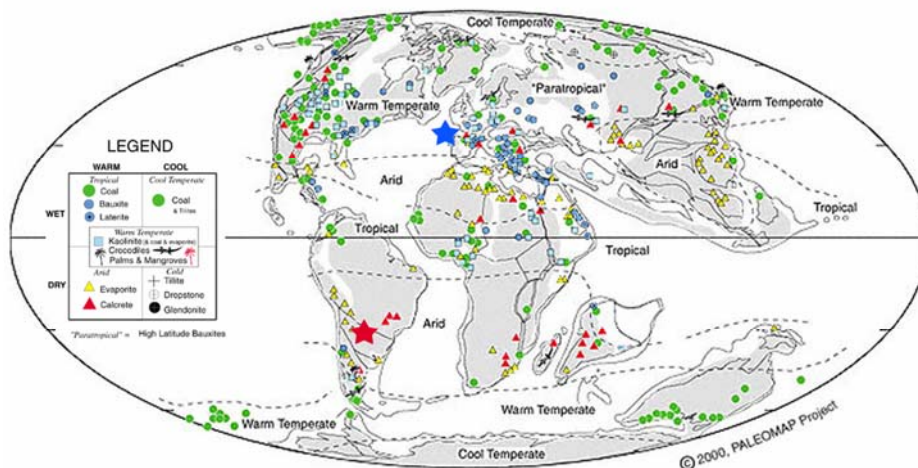 Cool Temperate
"Paratropical"
Warm Temperate
Warm Temperate
Arid
Arid
Tropical
Tropical
Tropical
Arid
Warm Temperate
Warm Temperate
Cool Temperate
© 2000, PALEOMAP Project
LEGEND
WARM COOL
Tropical Cool Temperate
Coal Coal
Bauxite
Laterite
WET
Warm Temperate
Kaolinite (& coal & evaporite)
Crocodiles
Palms & Mangroves
DRY
Arid Cold
Evaporite Tillite
Calcrete Dropstone
Glendonite
"Paratropical" = High Latitude Bauxites